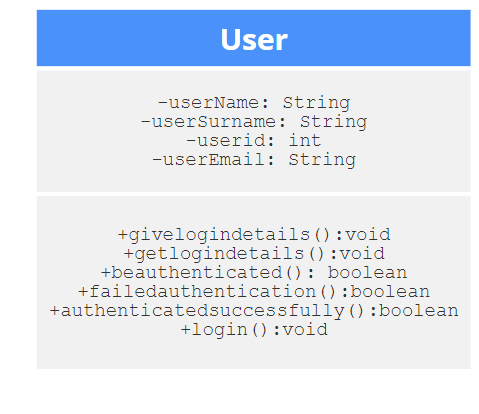 User
-userName: String
-userSurname: String
-userid: int
-userEmail: String
+givelogindetails():void
+getlogindetails():void
+beauthenticated(): boolean
+failedauthentication():boolean
+authenticatedsuccessfully():boolean
+login():void